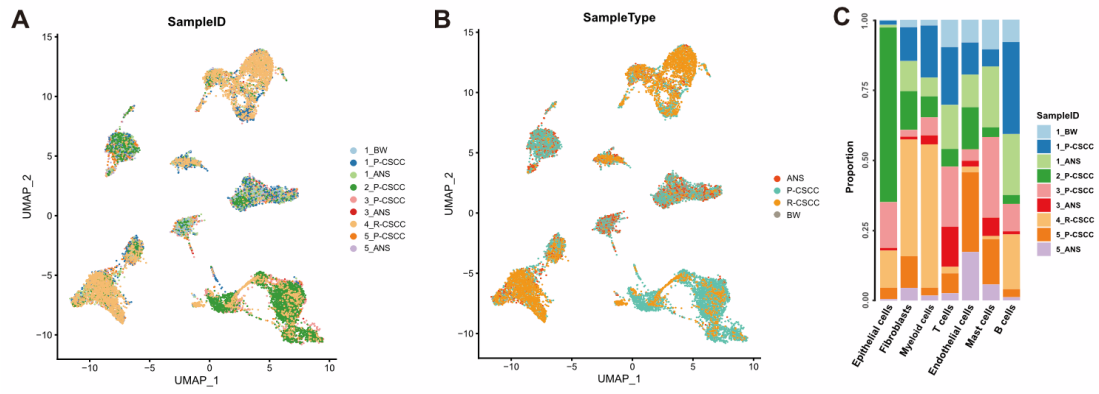 A
SampleID
15
10
5
0
−5
−10
UMAP_2
−10
−5
0
5
10
UMAP_1
1_BW
1_P-CSCC
1_ANS
2_P-CSCC
3_P-CSCC
3_ANS
4_R-CSCC
5_P-CSCC
5_ANS
B
SampleType
15
10
5
0
−5
−10
UMAP_2
−10
−5
0
5
10
UMAP_1
ANS
P-CSCC
R-CSCC
BW
C
1.00
0.75
0.50
0.25
0.00
Proportion
Epithelial cells
Fibroblasts
Myeloid cells
T cells
Endothelial cells
Mast cells
B cells
SampleID
1_BW
1_P-CSCC
1_ANS
2_P-CSCC
3_P-CSCC
3_ANS
4_R-CSCC
5_P-CSCC
5_ANS